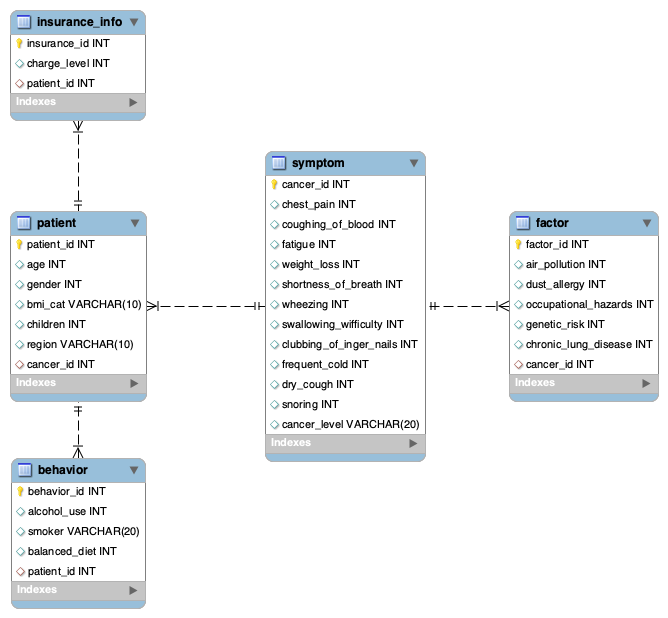 insurance_info
insurance_id INT
charge_level INT
patient_id INT
Indexes
patient
patient_id INT
age INT
gender INT
bmi_cat VARCHAR(10)
children INT
region VARCHAR(10)
cancer_id INT
Indexes
behavior
behavior_id INT
alcohol_use INT
smoker VARCHAR(20)
balanced_diet INT
patient_id INT
Indexes
symptom
cancer_id INT
chest_pain INT
coughing_of_blood INT
fatigue INT
weight_loss INT
shortness_of_breath INT
wheezing INT
swallowing_wifficulty INT
clubbing_of_inger_nails INT
frequent_cold INT
dry_cough INT
snoring INT
cancer_level VARCHAR(20)
Indexes
factor
factor_id INT
air_pollution INT
dust_allergy INT
occupational_hazards INT
genetic_risk INT
chronic_lung_disease INT
cancer_id INT
Indexes